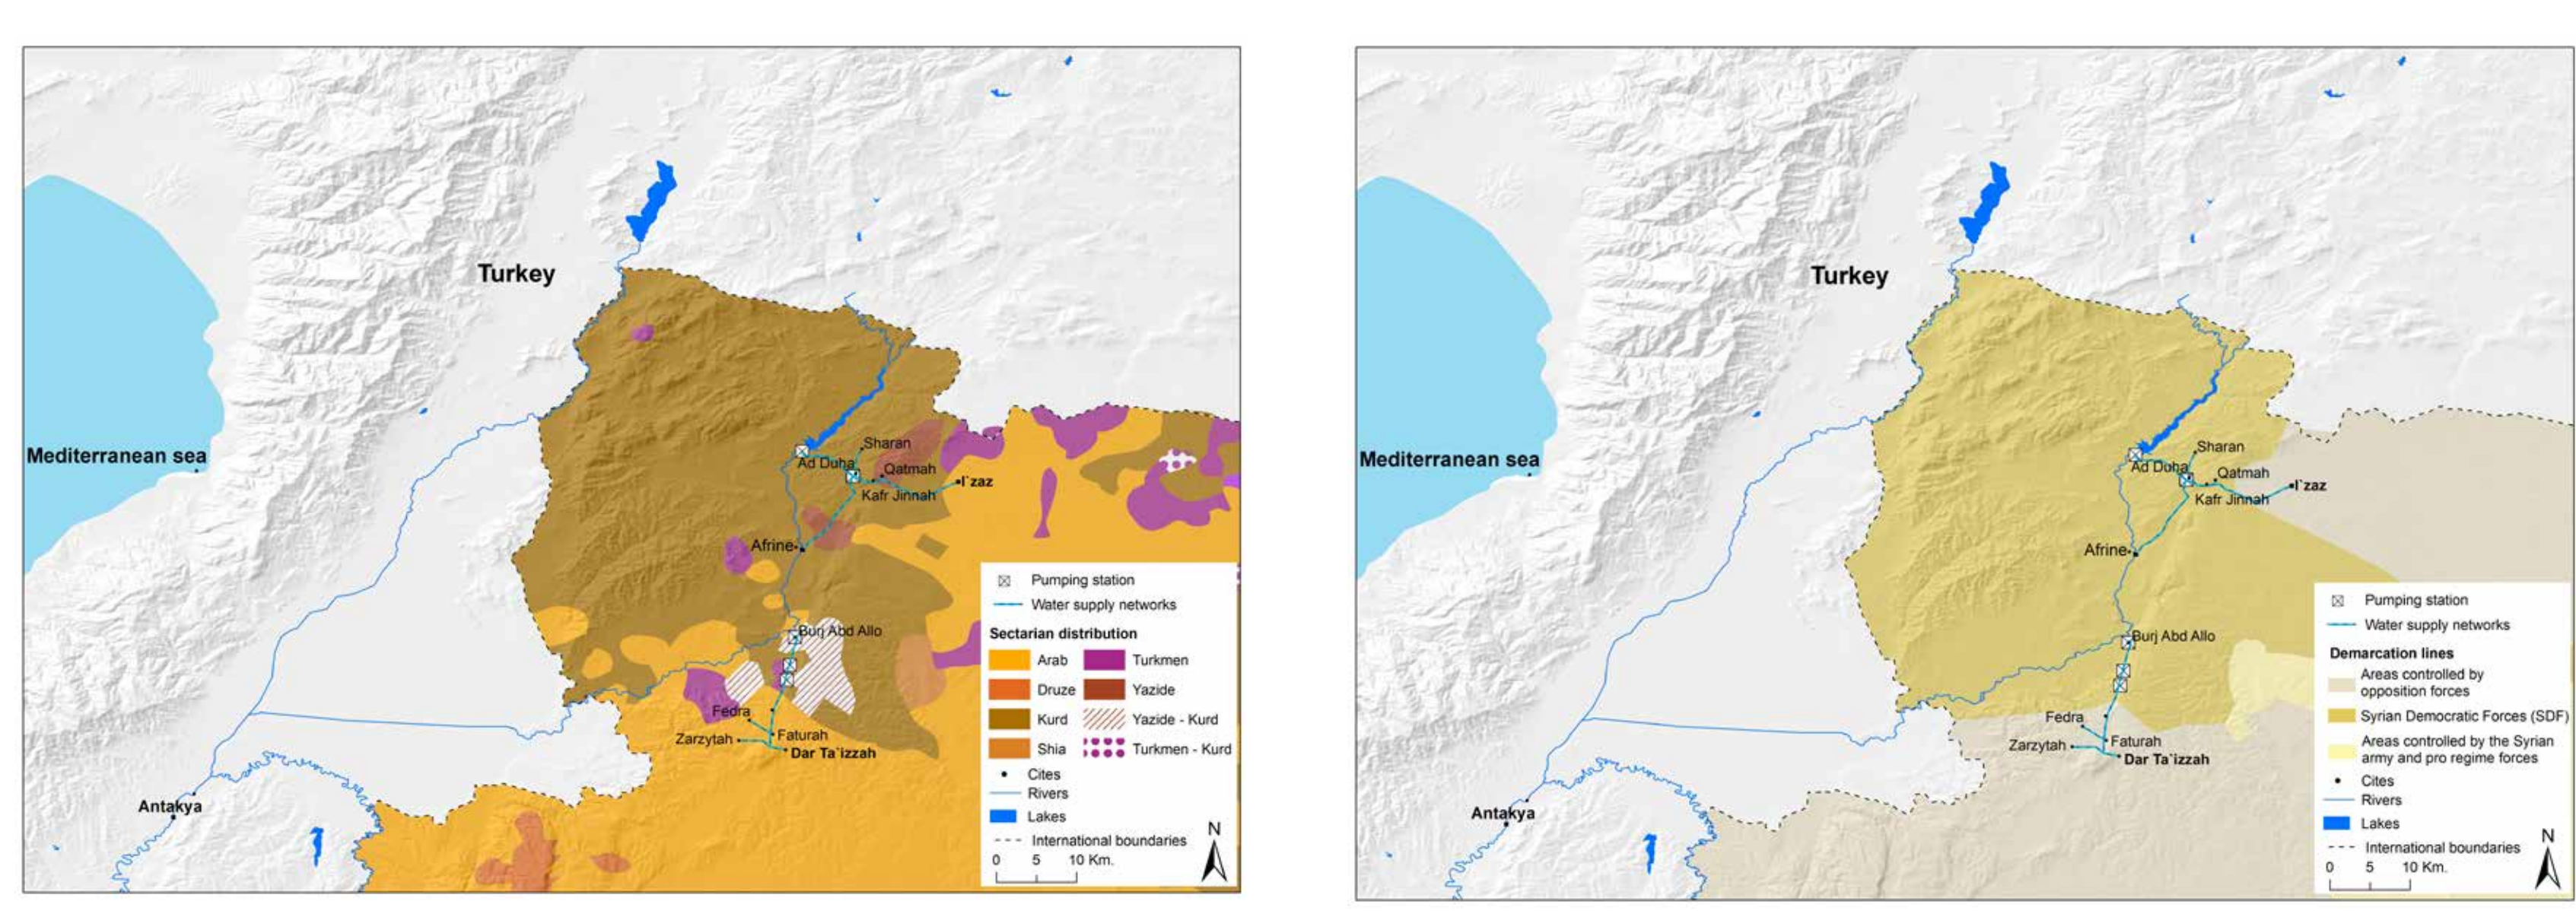 Turkey
Mediterranean sea
Sharan
Ad Duha
Qatmah
Kafr Jinnah
I`zaz
Afrine
Burj Abd Allo
Fedra
Zarzytah
Faturah
Dar Ta`izzah
Antakya
Pumping station
Water supply networks
Sectarian distribution
Arab
Turkmen
Druze
Yazide
Kurd
Yazide - Kurd
Shia
Turkmen - Kurd
Cites
Rivers
Lakes
International boundaries
0 5 10 Km.
N
Turkey
Mediterranean sea
Sharan
Ad Duha
Qatmah
Kafr Jinnah
I`zaz
Afrine
Burj Abd Allo
Fedra
Zarzytah
Faturah
Dar Ta`izzah
Antakya
Pumping station
Water supply networks
Demarcation lines
Areas controlled by
opposition forces
Syrian Democratic Forces (SDF)
Areas controlled by the Syrian
army and pro regime forces
Cites
Rivers
Lakes
International boundaries
0 5 10 Km.
N